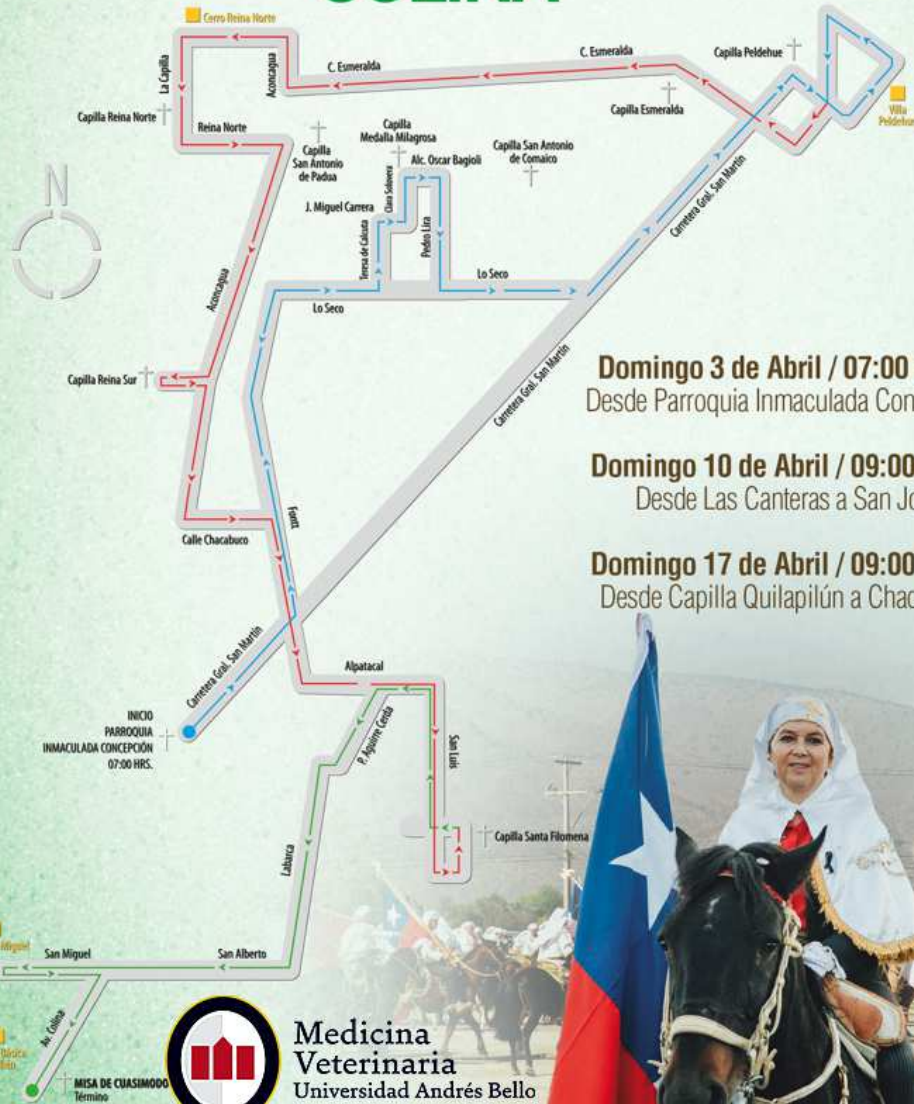 COLINA
Cerro Reina Norte
La Capilla
Aconcagua
C. Esmeralda
C. Esmeralda
Capilla Peldehue
Villa
Peldehue
Capilla Esmeralda
Capilla Reina Norte
Reina Norte
Capilla
San Antonio
de Padua
Capilla
Medalla Milagrosa
Alc. Oscar Bagioli
Capilla San Antonio
de Comaico
N
J. Miguel Carrera
Clara Solovera
Teresa de Calcuta
Pedro Lira
Carretera Gral. San Martín
Aconcagua
Lo Seco
Lo Seco
Capilla Reina Sur
Carretera Gral. San Martín
Domingo 3 de Abril / 07:00
Desde Parroquia Inmaculada Con
Domingo 10 de Abril / 09:00
Desde Las Canteras a San Jo
Domingo 17 de Abril / 09:00
Desde Capilla Quilapilún a Chac
Fontt
Calle Chacabuco
Carretera Gral. San Martín
Alpatacal
INICIO
PARROQUIA
INMACULADA CONCEPCIÓN
07:00 HRS.
P. Aguirre Cerda
San Luis
Capilla Santa Filomena
Labarca
Miguel
San Miguel
San Alberto
Av. Colina
Básica
MISA DE CUASIMODO
Término
Medicina
Veterinaria
Universidad Andrés Bello